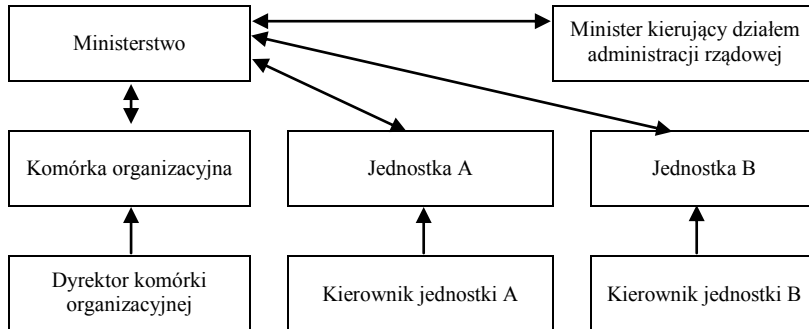 Ministerstwo
Minister kierujący działem
administracji rządowej
Komórka organizacyjna
Jednostka A
Jednostka B
Dyrektor komórki
organizacyjnej
Kierownik jednostki A
Kierownik jednostki B